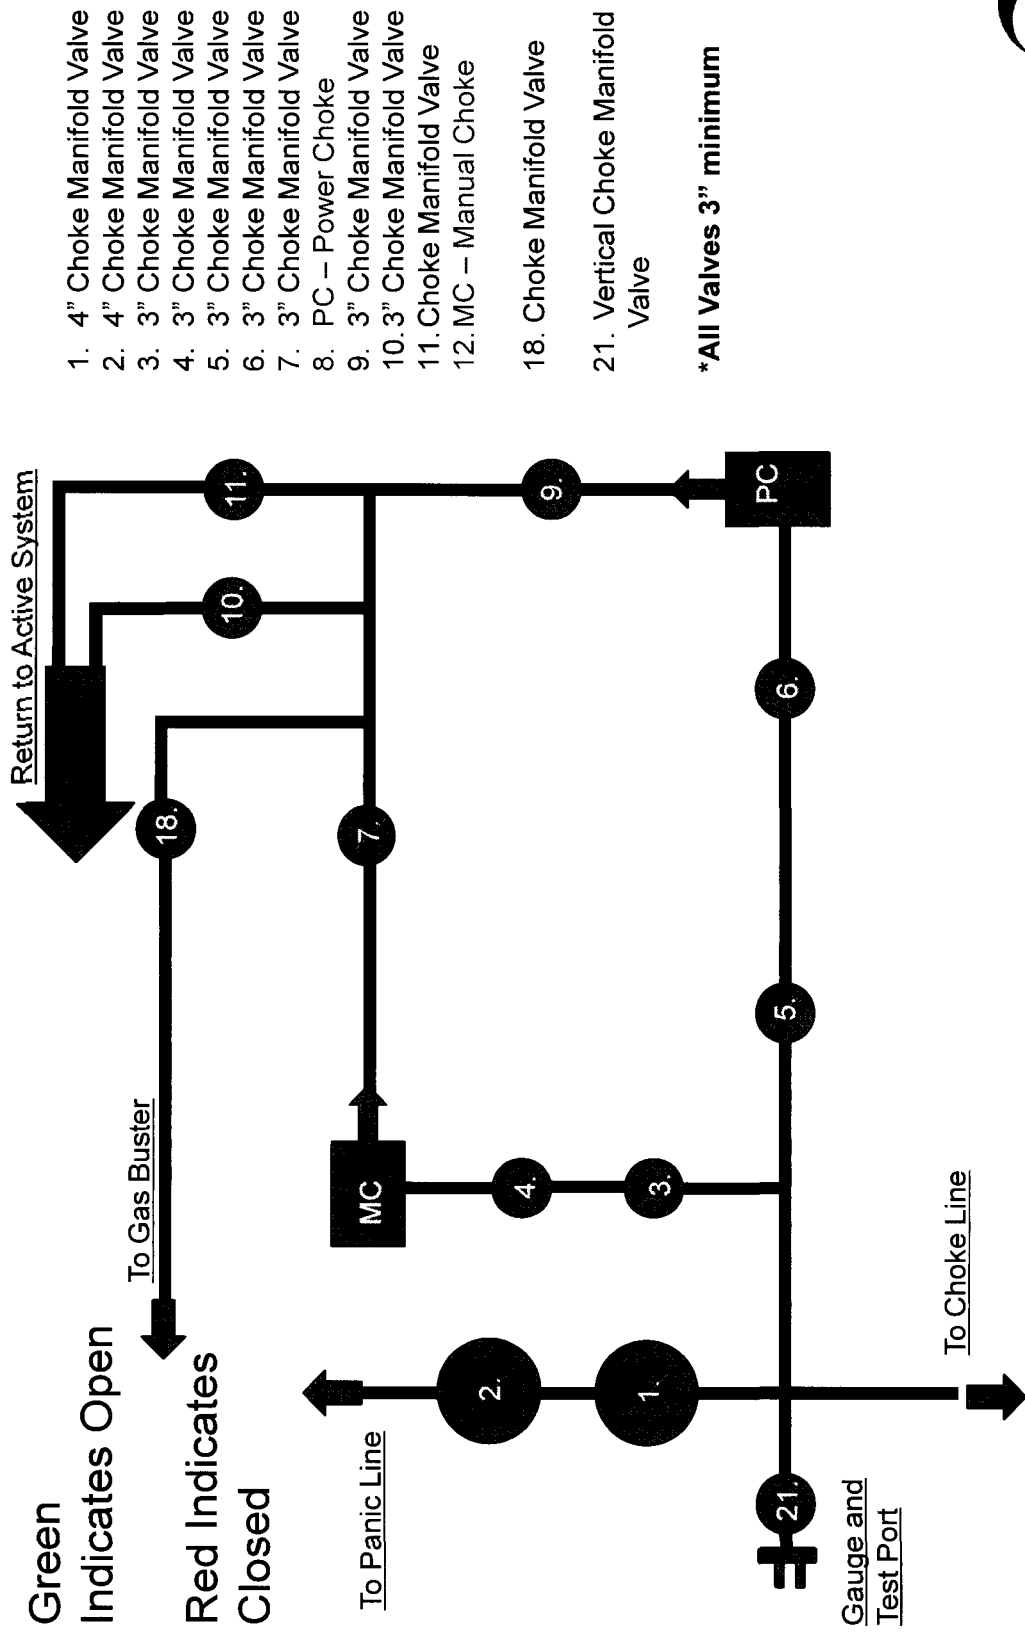 Green
Indicates Open
Red Indicates
Closed
To Gas Buster
Return to Active System
To Panic Line
Gauge and
Test Port
To Choke Line
21.
1.
2.
3.
4.
MC
5.
6.
7.
18.
10.
11.
9.
PC
1. 4” Choke Manifold Valve
2. 4” Choke Manifold Valve
3. 3” Choke Manifold Valve
4. 3” Choke Manifold Valve
5. 3” Choke Manifold Valve
6. 3” Choke Manifold Valve
7. 3” Choke Manifold Valve
8. PC – Power Choke
9. 3” Choke Manifold Valve
10. 3” Choke Manifold Valve
11. Choke Manifold Valve
12. MC – Manual Choke
18. Choke Manifold Valve
21. Vertical Choke Manifold
Valve
*All Valves 3” minimum